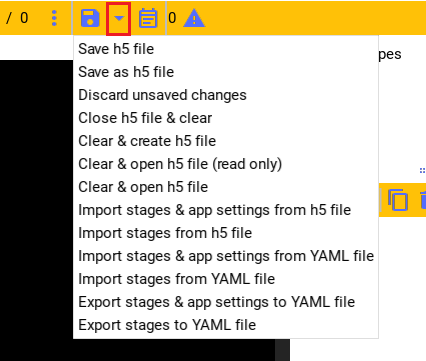 / 0
0
Save h5 file
pes
Save as h5 file
Discard unsaved changes
Close h5 file & clear
Clear & create h5 file
Clear & open h5 file (read only)
Clear & open h5 file
Import stages & app settings from h5 file
Import stages from h5 file
Import stages & app settings from YAML file
Import stages from YAML file
Export stages & app settings to YAML file
Export stages to YAML file